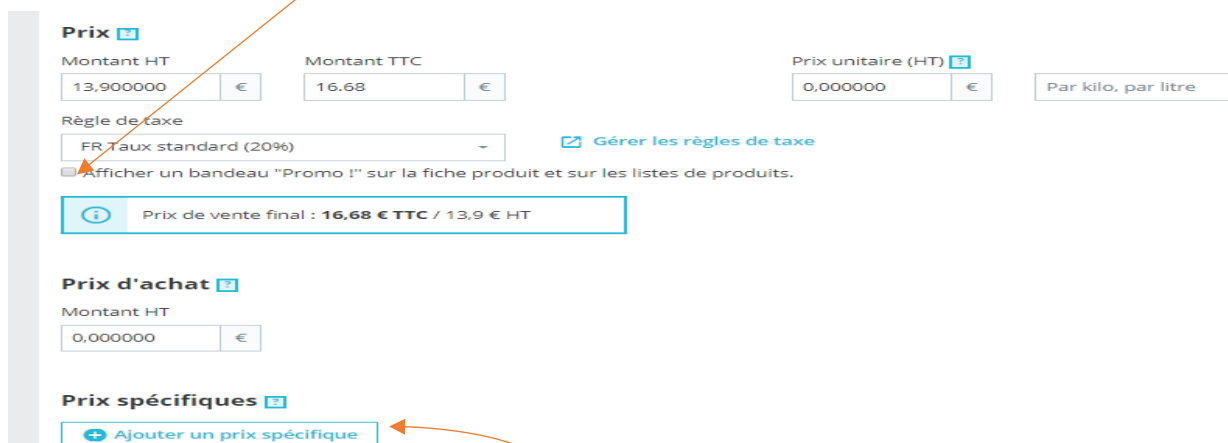 Prix ?
Montant HT Montant TTC Prix unitaire (HT) ?
13,900000 € 16.68 € 0,000000 € Par kilo, par litre
Règle de taxe
FR Taux standard (20%) Gérer les règles de taxe
Afficher un bandeau "Promo !" sur la fiche produit et sur les listes de produits.
Prix de vente final : 16,68 € TTC / 13,9 € HT
Prix d'achat ?
Montant HT
0,000000 €
Prix spécifiques ?
Ajouter un prix spécifique